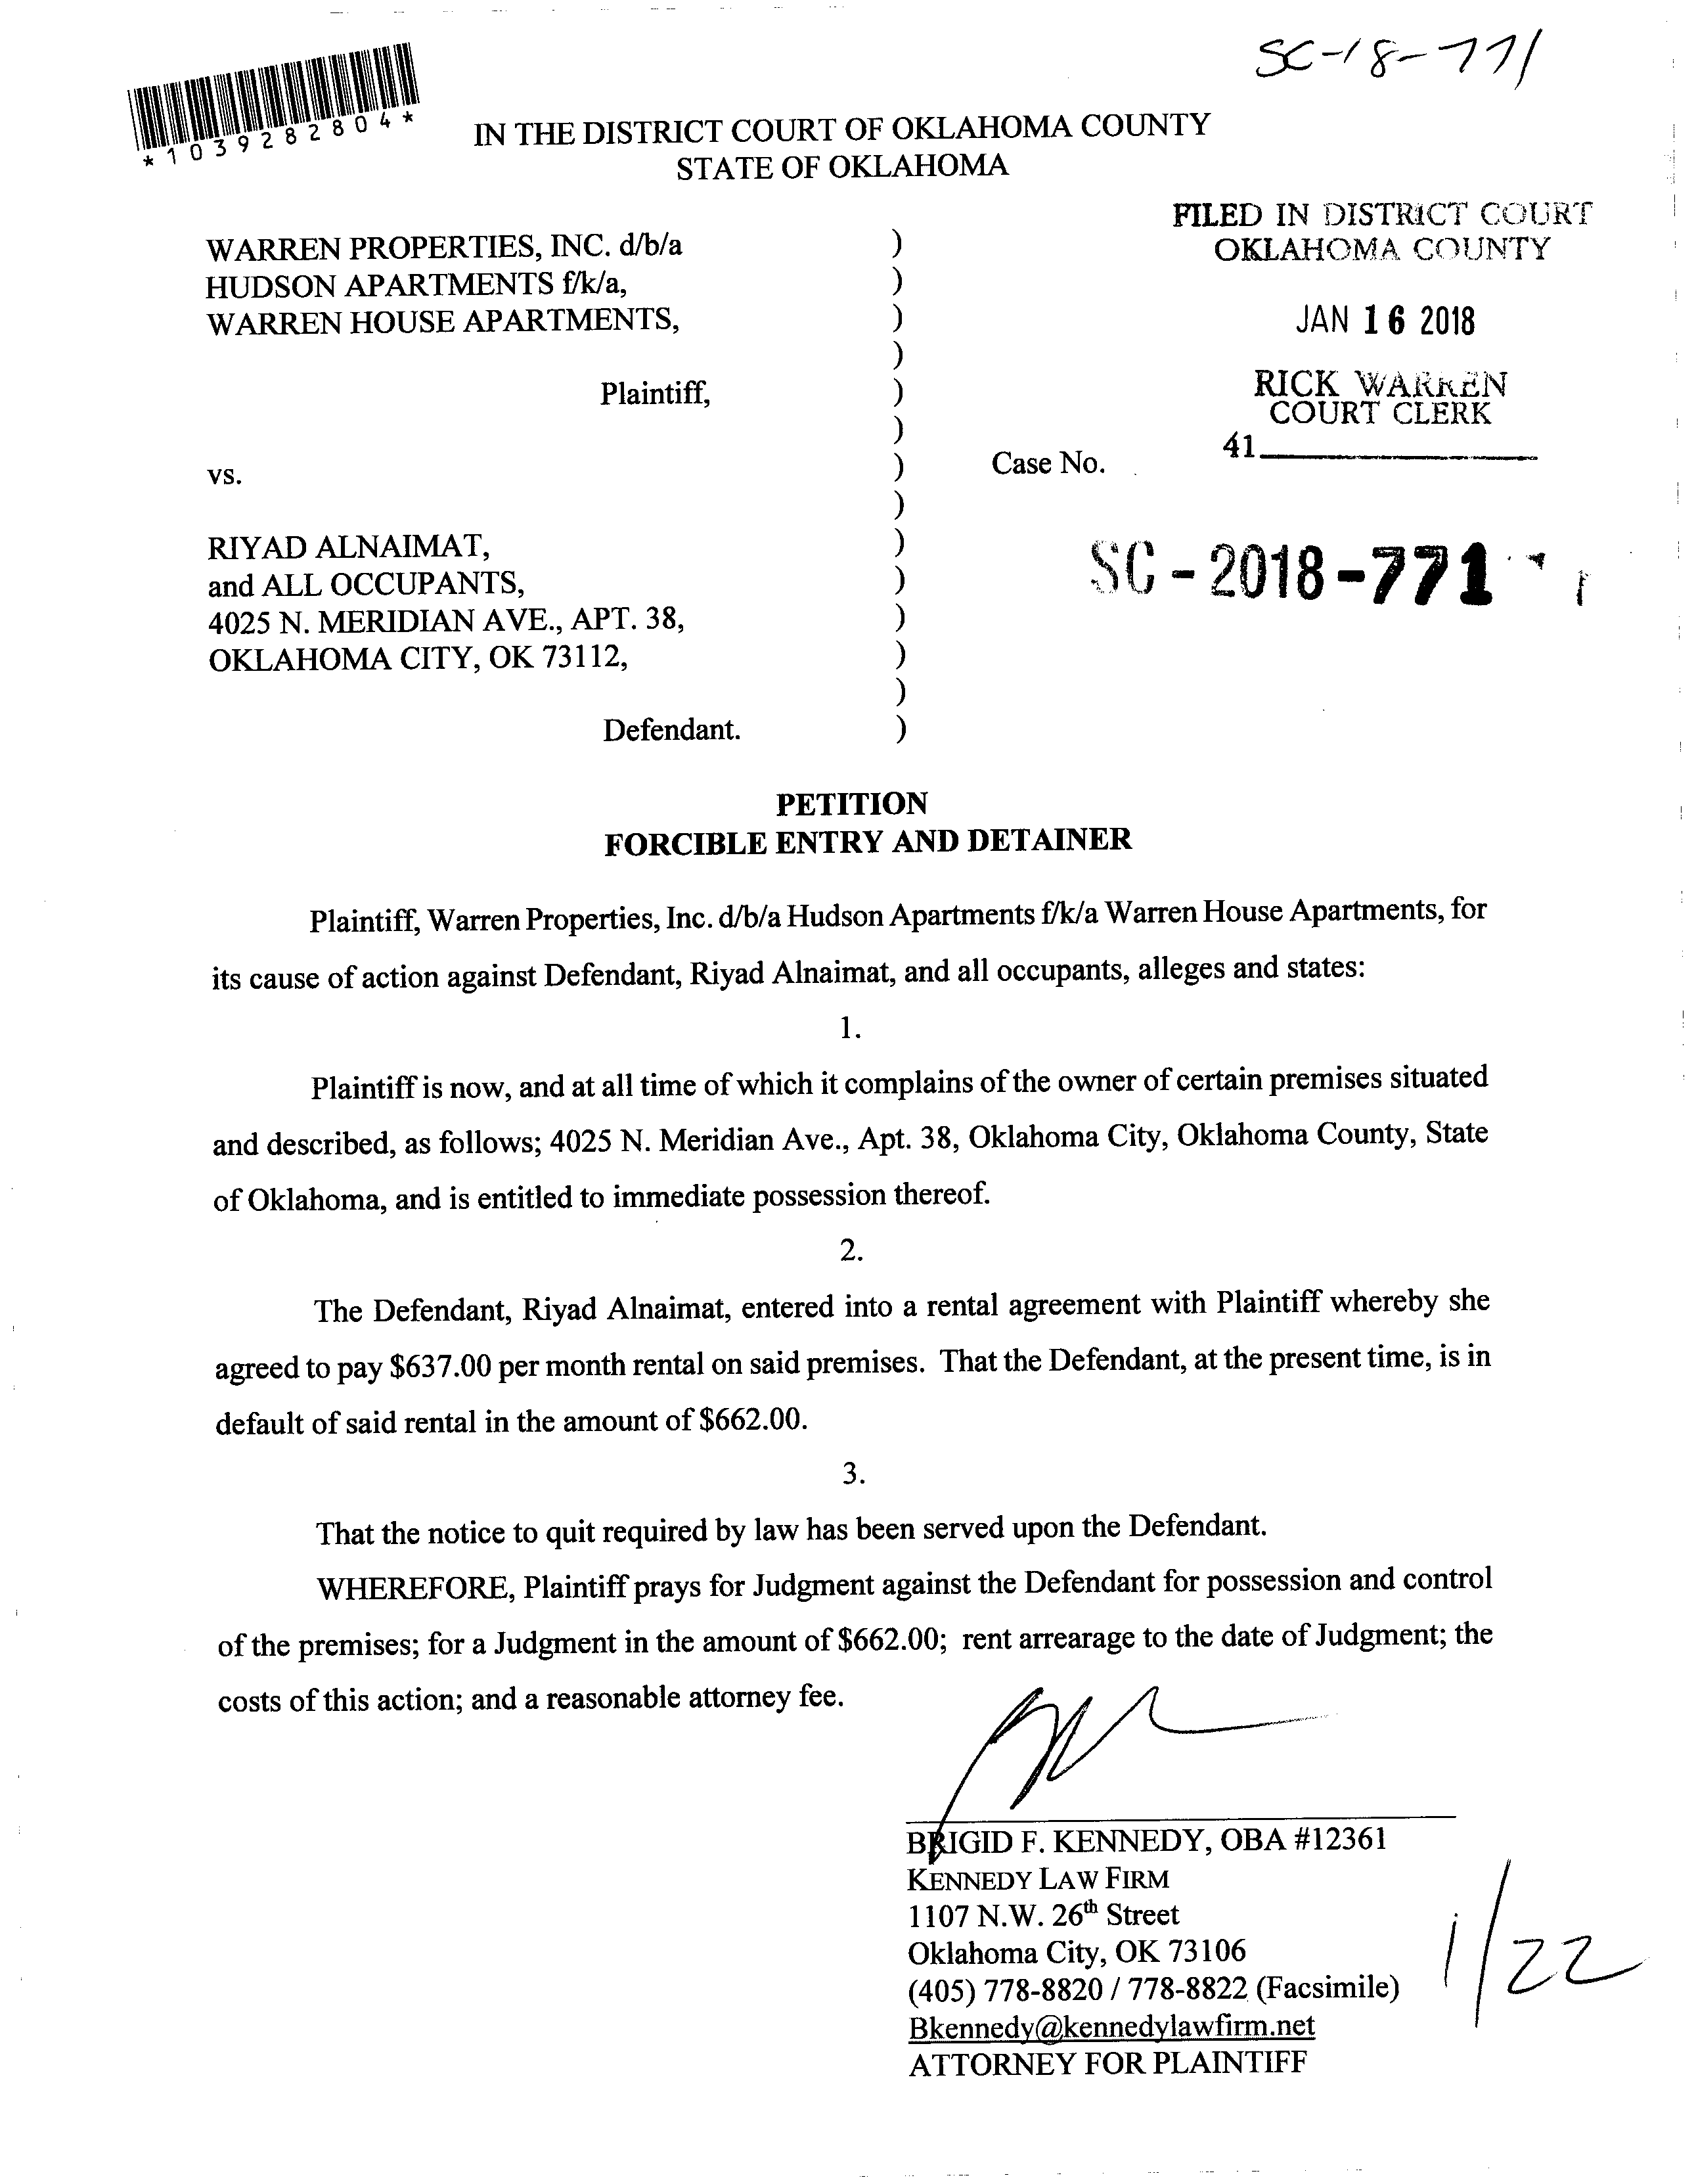 SC-18-771
*1039282804*
IN THE DISTRICT COURT OF OKLAHOMA COUNTY
STATE OF OKLAHOMA
FILED IN DISTRICT COURT
OKLAHOMA COUNTY
JAN 16 2018
RICK WARREN
COURT CLERK
41
WARREN PROPERTIES, INC. d/b/a )
HUDSON APARTMENTS f/k/a, )
WARREN HOUSE APARTMENTS, )
)
Plaintiff, )
)
vs. ) Case No.
)
RIYAD ALNAIMAT, )
and ALL OCCUPANTS, )
4025 N. MERIDIAN AVE., APT. 38, )
OKLAHOMA CITY, OK 73112, )
)
Defendant. )
SC - 2018 - 771
PETITION
FORCIBLE ENTRY AND DETAINER
Plaintiff, Warren Properties, Inc. d/b/a Hudson Apartments f/k/a Warren House Apartments, for
its cause of action against Defendant, Riyad Alnaimat, and all occupants, alleges and states:
1.
Plaintiff is now, and at all time of which it complains of the owner of certain premises situated
and described, as follows; 4025 N. Meridian Ave., Apt. 38, Oklahoma City, Oklahoma County, State
of Oklahoma, and is entitled to immediate possession thereof.
2.
The Defendant, Riyad Alnaimat, entered into a rental agreement with Plaintiff whereby she
agreed to pay $637.00 per month rental on said premises. That the Defendant, at the present time, is in
default of said rental in the amount of $662.00.
3.
That the notice to quit required by law has been served upon the Defendant.
WHEREFORE, Plaintiff prays for Judgment against the Defendant for possession and control
of the premises; for a Judgment in the amount of $662.00; rent arrearage to the date of Judgment; the
costs of this action; and a reasonable attorney fee.
BRIGID F. KENNEDY, OBA #12361
KENNEDY LAW FIRM
1107 N.W. 26th Street
Oklahoma City, OK 73106
(405) 778-8820 / 778-8822 (Facsimile)
Bkennedy@kennedylawfirm.net
ATTORNEY FOR PLAINTIFF
1/22